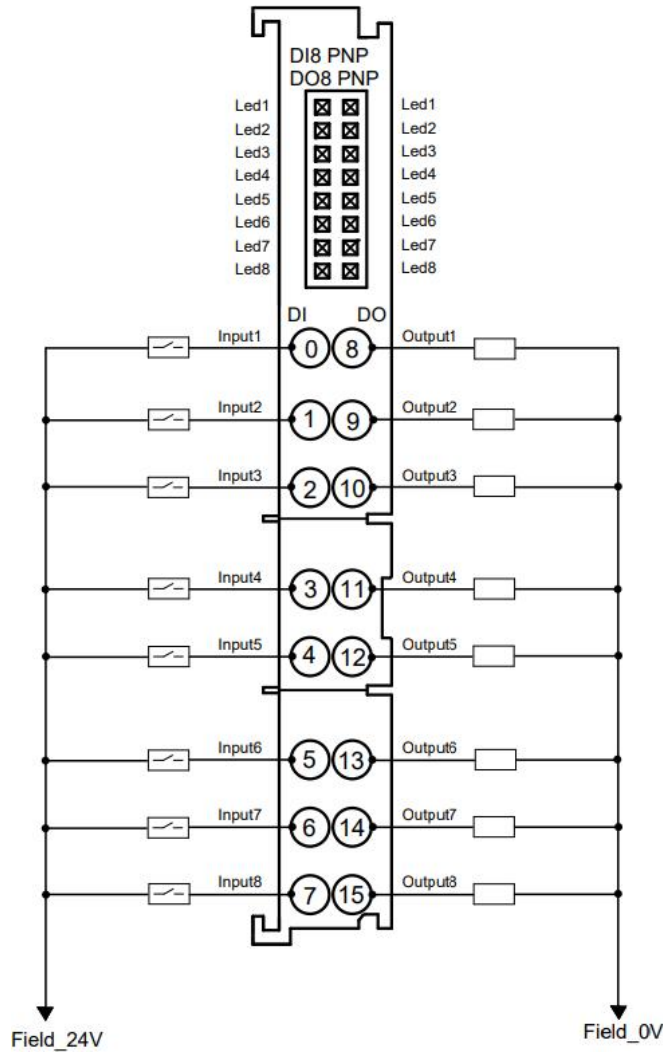 DI8 PNP
DO8 PNP
Led1 Led1
Led2 Led2
Led3 Led3
Led4 Led4
Led5 Led5
Led6 Led6
Led7 Led7
Led8 Led8
DI DO
Input1 0 8 Output1
Input2 1 9 Output2
Input3 2 10 Output3
Input4 3 11 Output4
Input5 4 12 Output5
Input6 5 13 Output6
Input7 6 14 Output7
Input8 7 15 Output8
Field_24V Field_0V